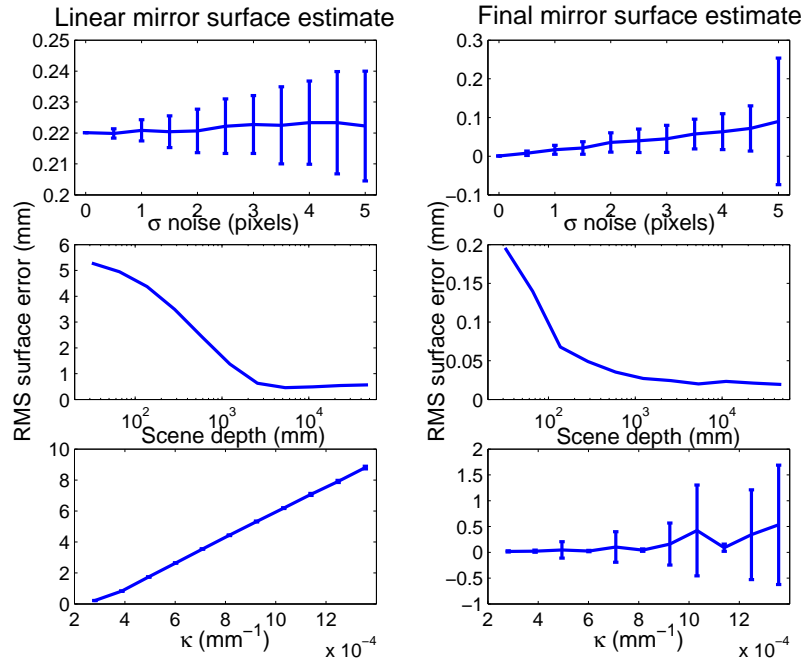 Linear mirror surface estimate
Final mirror surface estimate
0.25
0.24
0.23
0.22
0.21
0.2
0 1 2 3 4 5
σ noise (pixels)
0.3
0.2
0.1
0
−0.1
0 1 2 3 4 5
σ noise (pixels)
RMS surface error (mm)
6
5
4
3
2
1
0
10² 10³ 10⁴
Scene depth (mm)
RMS surface error (mm)
0.2
0.15
0.1
0.05
0
10² 10³ 10⁴
Scene depth (mm)
10
8
6
4
2
0
2 4 6 8 10 12 14
κ (mm⁻¹)
x 10⁻⁴
2
1.5
1
0.5
0
−0.5
−1
2 4 6 8 10 12 14
κ (mm⁻¹)
x 10⁻⁴